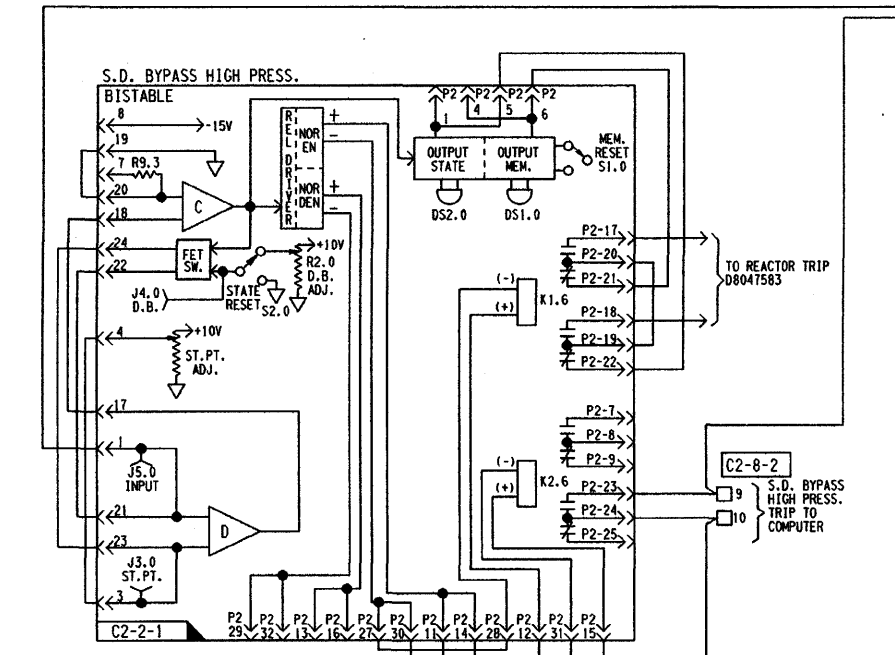 S.D. BYPASS HIGH PRESS.
BISTABLE
8
-15V
19
7 R9.3
20
18
C
24
22
FET
SW.
J4.0
D.B.
STATE
RESET
S2.0
+10V
R2.0
D.B.
ADJ.
REL DRIVER
NOR
EN
NOR
DEN
+
-
+
-
P2
1
P2
4
P2
5
P2
6
OUTPUT
STATE
OUTPUT
MEM.
DS2.0
DS1.0
MEM.
RESET
S1.0
4
+10V
ST.PT.
ADJ.
17
1
J5.0
INPUT
21
23
D
J3.0
ST.PT.
3
C2-2-1
(-)
(+)
K1.6
P2-17
P2-20
P2-21
P2-18
P2-19
P2-22
TO REACTOR TRIP
D8047583
(-)
(+)
K2.6
P2-7
P2-8
P2-9
P2-23
P2-24
P2-25
C2-8-2
9
10
S.D. BYPASS
HIGH PRESS.
TRIP TO
COMPUTER
P2
29
P2
32
P2
13
P2
16
P2
27
P2
30
P2
11
P2
14
P2
28
P2
12
P2
31
P2
15